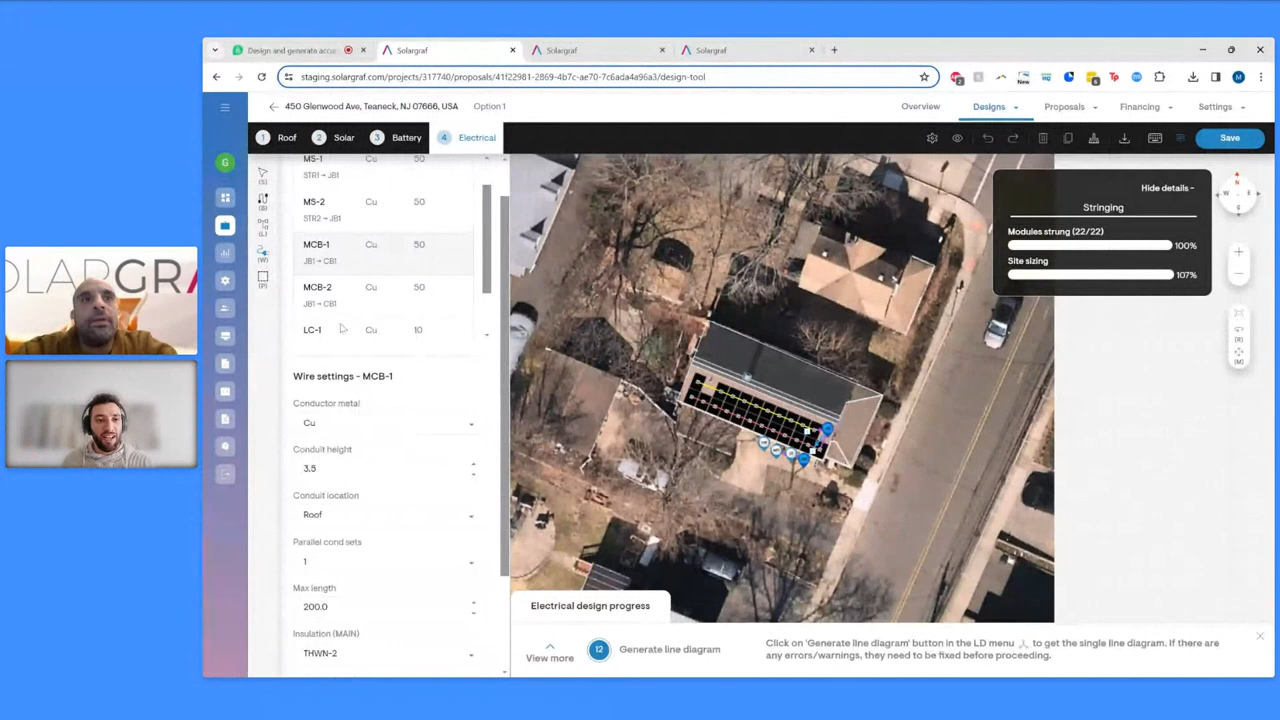 Design and generate accu
Solargraf
Solargraf
Solargraf
staging.solargraf.com/projects/317740/proposals/41f22981-2869-4b7c-ae70-7c6ada4a96a3/design-tool
New
450 Glenwood Ave, Teaneck, NJ 07666, USA
Option 1
Overview
Designs
Proposals
Financing
Settings
1 Roof
2 Solar
3 Battery
4 Electrical
Save
G
(S)
(B)
(L)
(W)
(P)
MS-1 Cu 50
STR1 → JB1
MS-2 Cu 50
STR2 → JB1
MCB-1 Cu 50
JB1 → CB1
MCB-2 Cu 50
JB1 → CB1
LC-1 Cu 10
Wire settings - MCB-1
Conductor metal
Cu
Conduit height
3.5
Conduit location
Roof
Parallel cond sets
1
Max length
200.0
Insulation (MAIN)
THWN-2
Hide details -
Stringing
Modules strung (22/22)
100%
Site sizing
107%
N
W
E
S
(R)
(M)
SOLARGRA
Electrical design progress
View more
12 Generate line diagram
Click on 'Generate line diagram' button in the LD menu to get the single line diagram. If there are
any errors/warnings, they need to be fixed before proceeding.